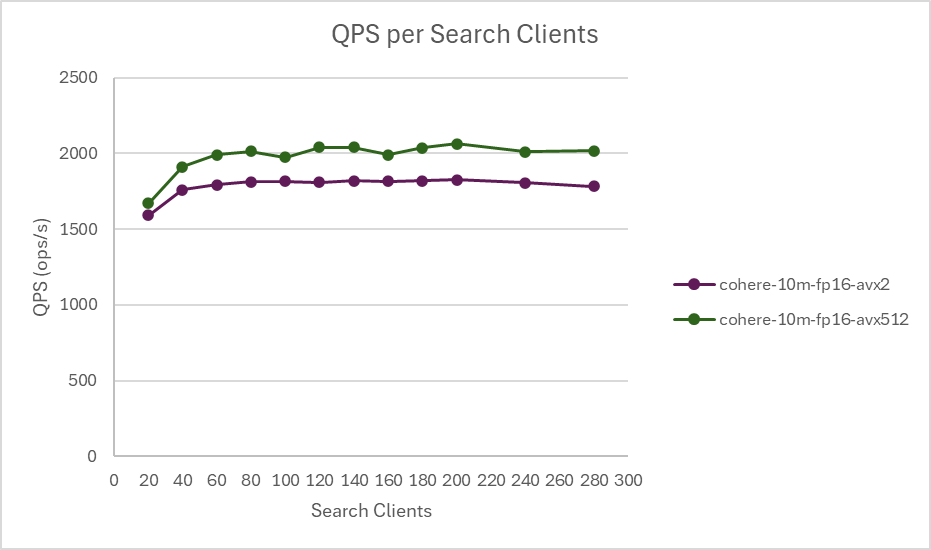 QPS per Search Clients
2500
2000
1500
1000
500
0
QPS (ops/s)
0 20 40 60 80 100 120 140 160 180 200 220 240 260 280 300
Search Clients
cohere-10m-fp16-avx2
cohere-10m-fp16-avx512